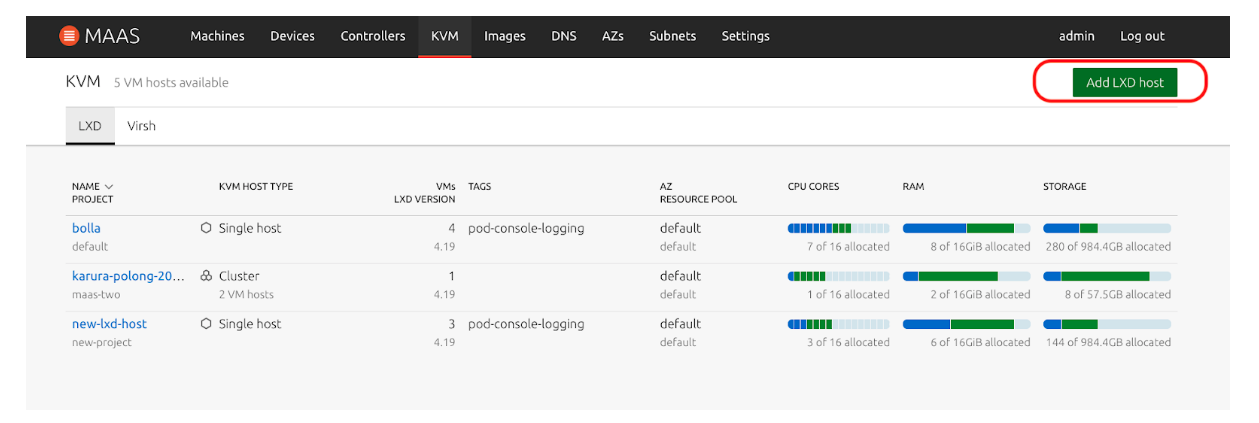 MAAS Machines Devices Controllers KVM Images DNS AZs Subnets Settings admin Log out
KVM 5 VM hosts available Add LXD host
LXD Virsh
NAME KVM HOST TYPE VMs TAGS AZ CPU CORES RAM STORAGE
PROJECT LXD VERSION RESOURCE POOL
bolla Single host 4 pod-console-logging default
default 4.19 default 7 of 16 allocated 8 of 16GiB allocated 280 of 984.4GB allocated
karura-polong-20... Cluster 1 default
maas-two 2 VM hosts 4.19 default 1 of 16 allocated 2 of 16GiB allocated 8 of 57.5GB allocated
new-lxd-host Single host 3 pod-console-logging default
new-project 4.19 default 3 of 16 allocated 6 of 16GiB allocated 144 of 984.4GB allocated